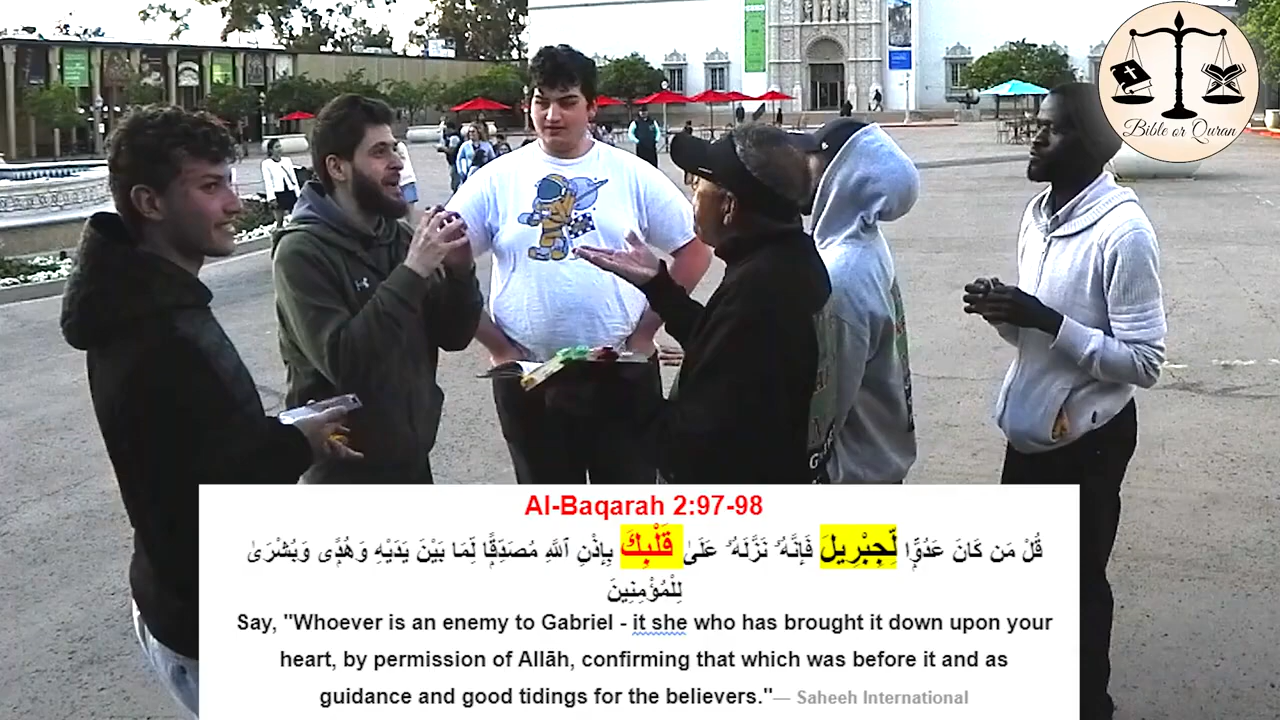 Bible or Quran
Al-Baqarah 2:97-98
قُلْ مَن كَانَ عَدُوًّا لِّجِبْرِيلَ فَإِنَّهُۥ نَزَّلَهُۥ عَلَىٰ قَلْبِكَ بِإِذْنِ ٱللَّهِ مُصَدِّقًا لِّمَا بَيْنَ يَدَيْهِ وَهُدًى وَبُشْرَىٰ
لِلْمُؤْمِنِينَ
Say, "Whoever is an enemy to Gabriel - it she who has brought it down upon your
heart, by permission of Allāh, confirming that which was before it and as
guidance and good tidings for the believers."— Saheeh International